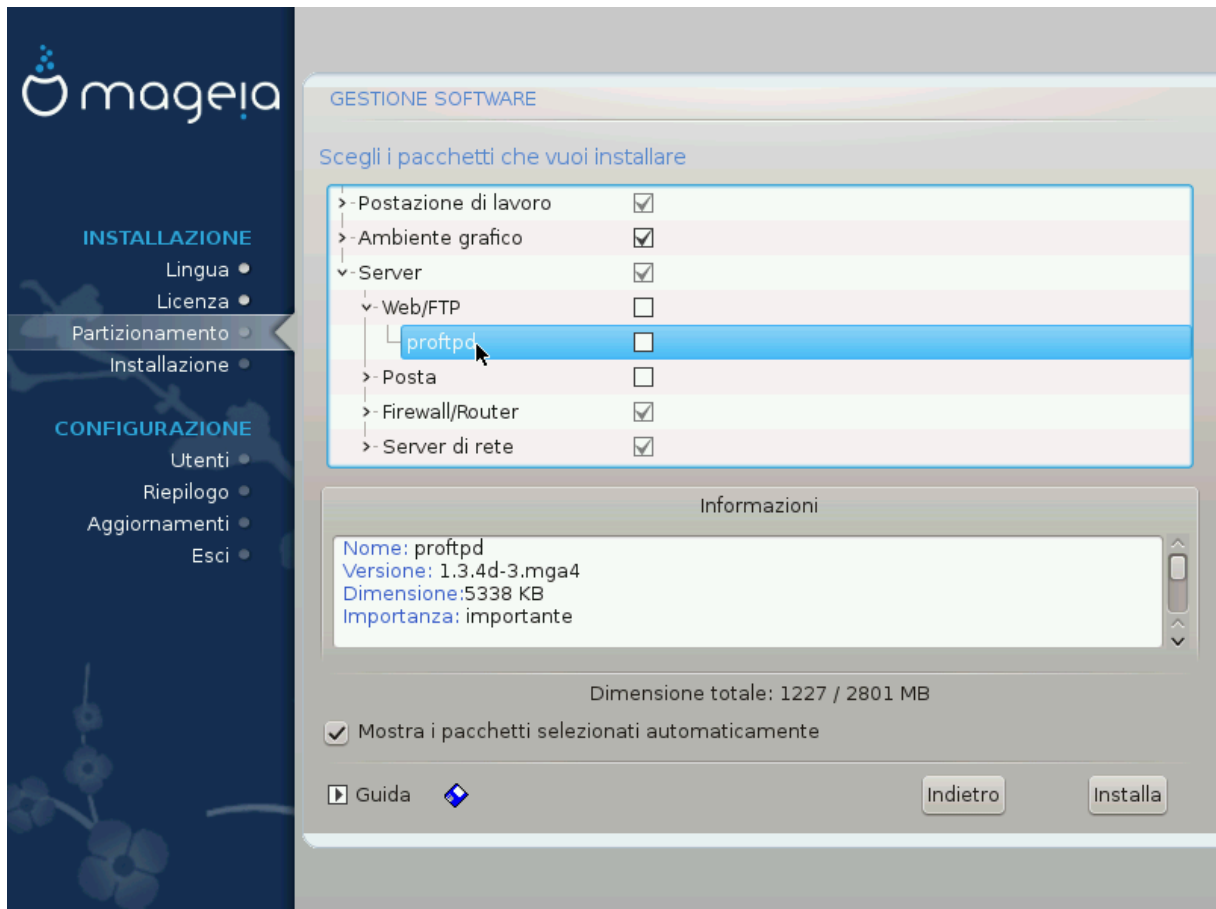 mageia
INSTALLAZIONE
Lingua
Licenza
Partizionamento
Installazione
CONFIGURAZIONE
Utenti
Riepilogo
Aggiornamenti
Esci
GESTIONE SOFTWARE
Scegli i pacchetti che vuoi installare
Postazione di lavoro
Ambiente grafico
Server
Web/FTP
proftpd
Posta
Firewall/Router
Server di rete
Informazioni
Nome: proftpd
Versione: 1.3.4d-3.mga4
Dimensione:5338 KB
Importanza: importante
Dimensione totale: 1227 / 2801 MB
Mostra i pacchetti selezionati automaticamente
Guida
Indietro
Installa